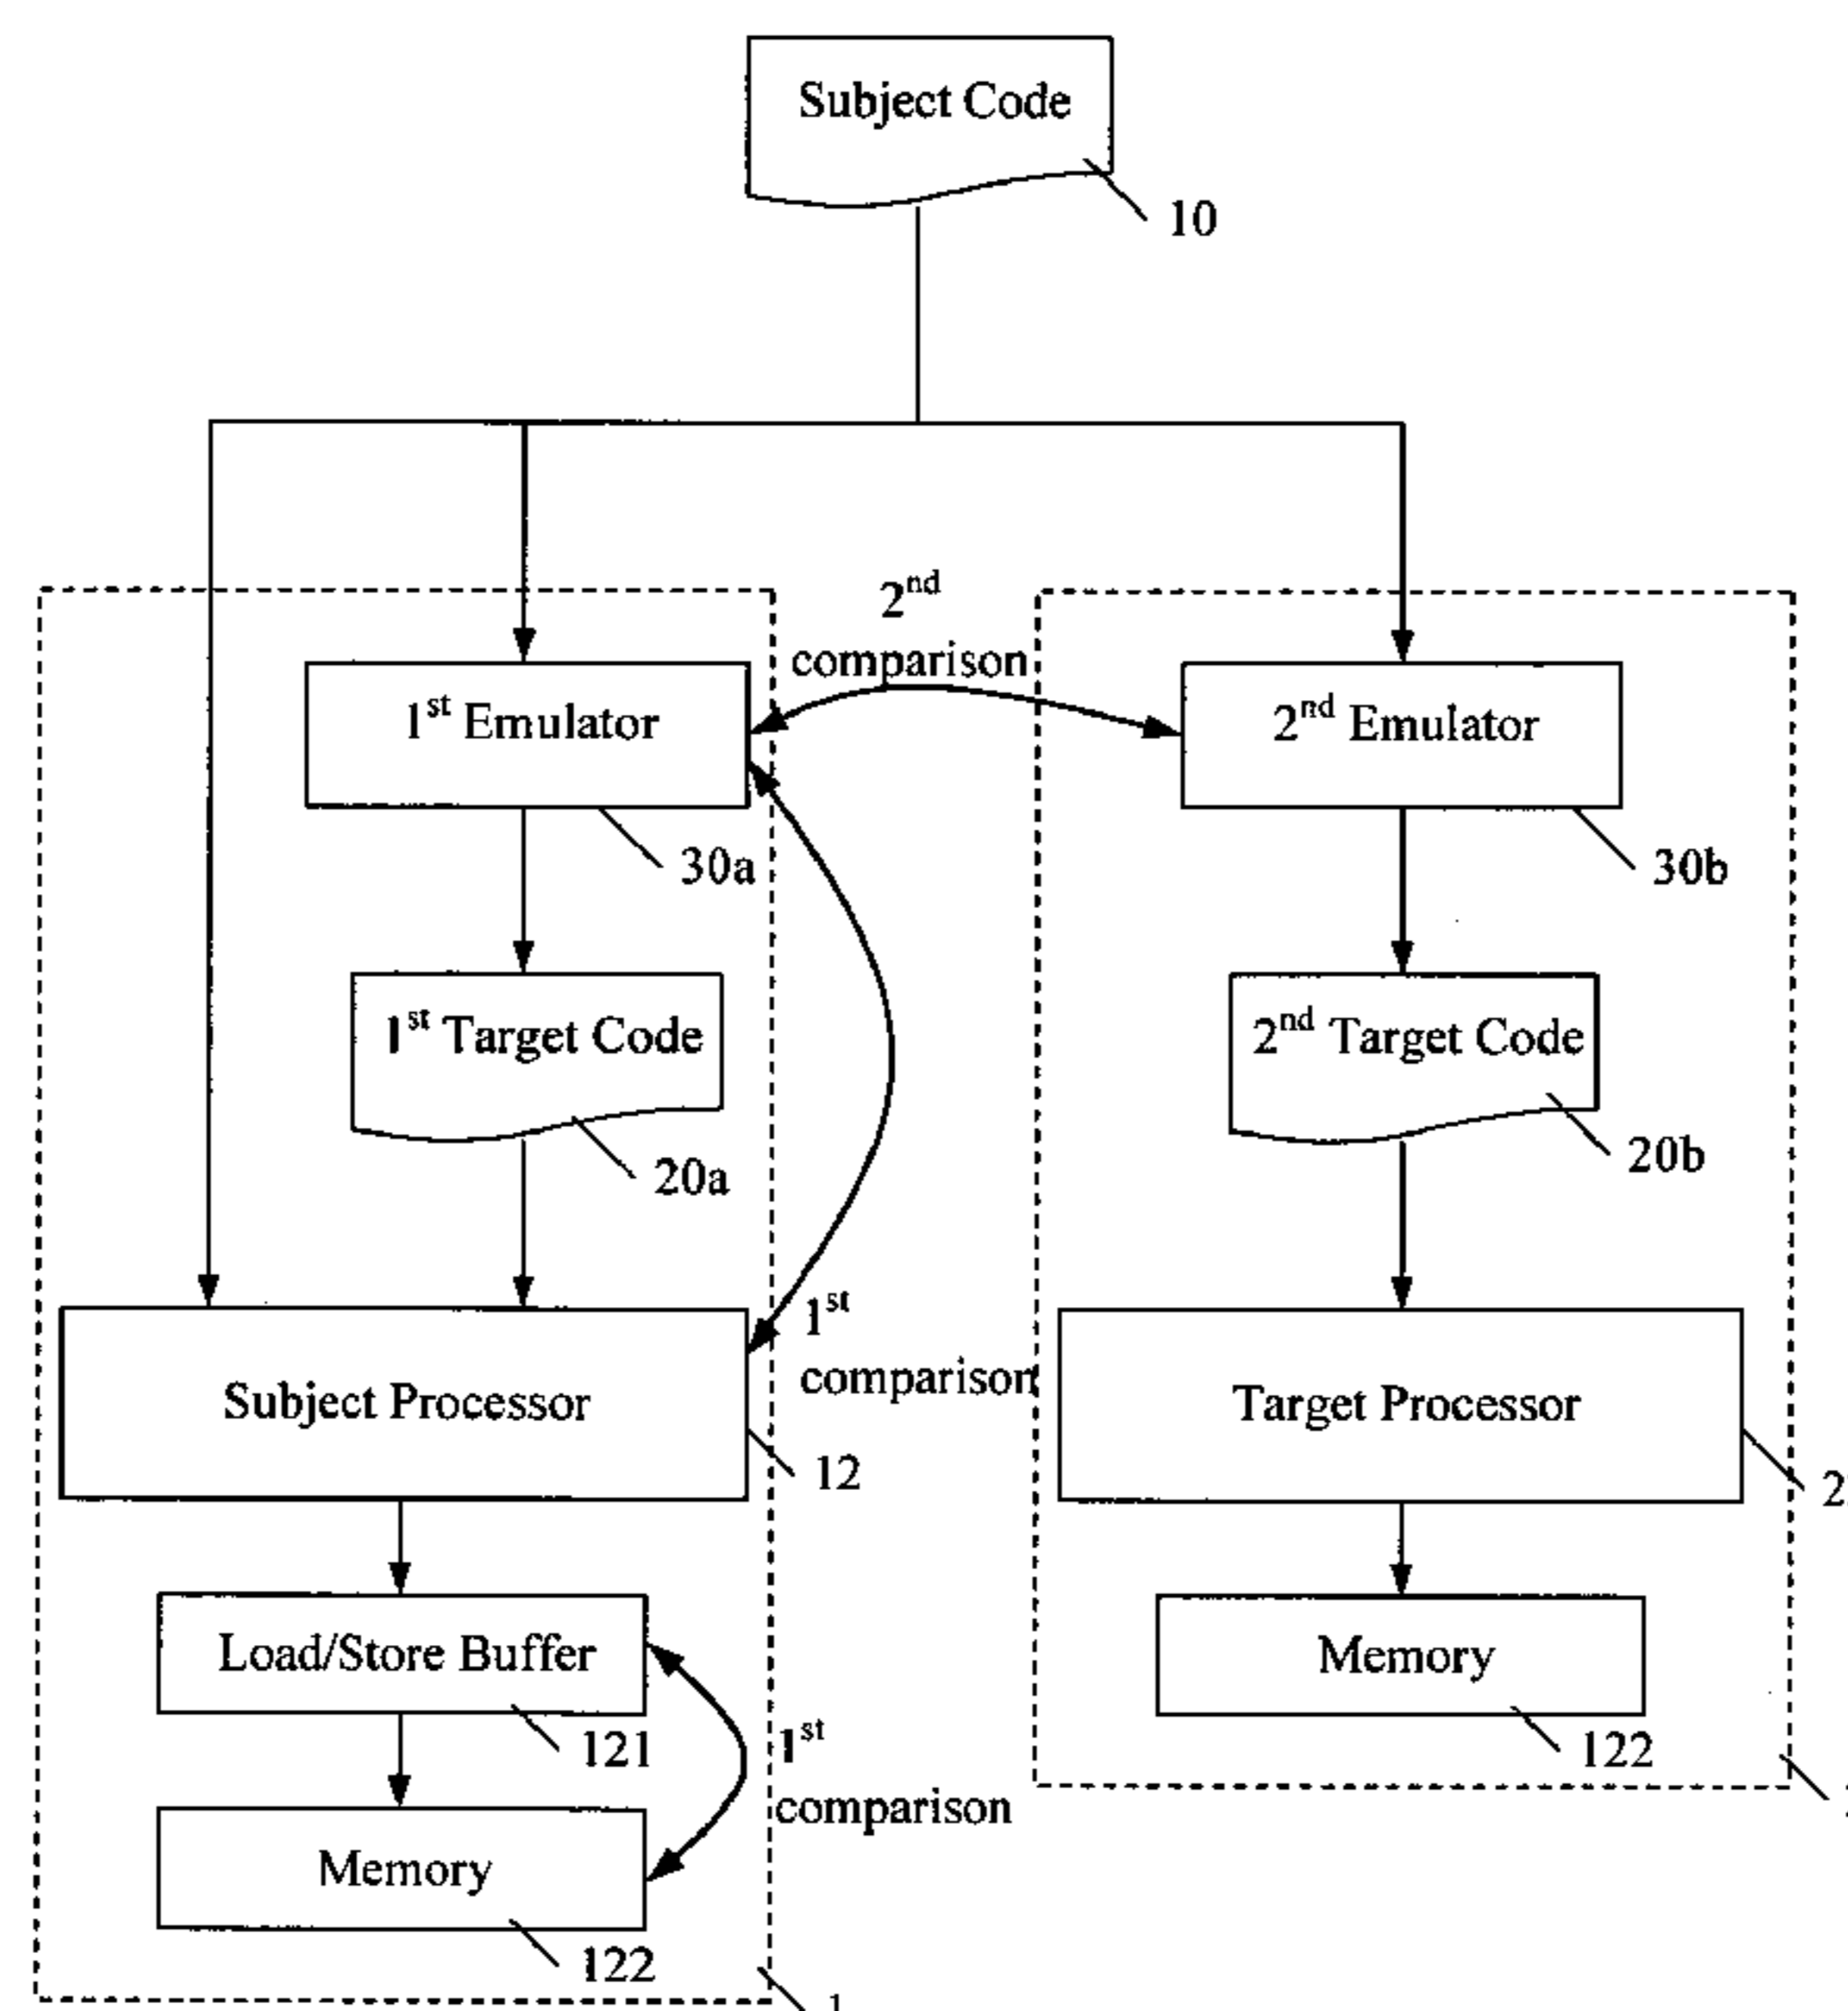 Subject Code
10
2nd
comparison
1st Emulator
2nd Emulator
30a
30b
1st Target Code
2nd Target Code
20a
20b
1st
comparison
Subject Processor
Target Processor
12
2
Load/Store Buffer
Memory
121
122
1st
comparison
Memory
122
1